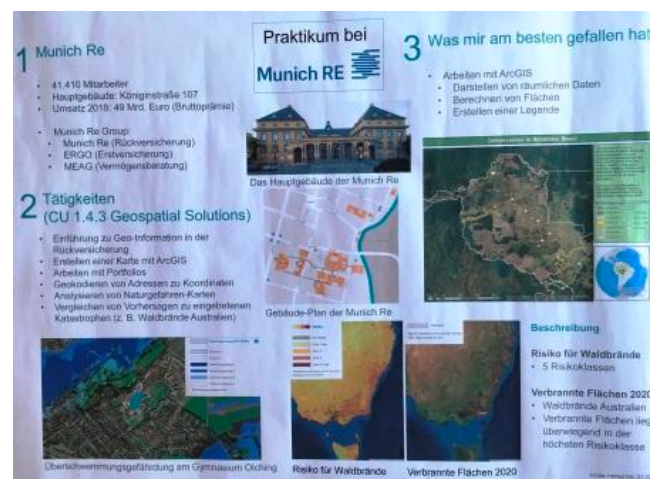 Praktikum bei
Munich RE
1 Munich Re
• 41.410 Mitarbeiter
• Hauptgebäude: Königinstraße 107
• Umsatz 2018: 49 Mrd. Euro (Bruttoprämie)
• Munich Re Group:
• Munich Re (Rückversicherung)
• ERGO (Erstversicherung)
• MEAG (Vermögensberatung)
Das Hauptgebäude der Munich Re
2 Tätigkeiten
(CU 1.4.3 Geospatial Solutions)
• Einführung zu Geo-Information in der
Rückversicherung
• Erstellen einer Karte mit ArcGIS
• Arbeiten mit Portfolios
• Geokodieren von Adressen zu Koordinaten
• Analysieren von Naturgefahren-Karten
• Vergleichen von Vorhersagen zu eingetretenen
Katastrophen (z. B. Waldbrände Australien)
Gebäude-Plan der Munich Re
Überschwemmungsgefährdung am Gymnasium Olching
Risiko für Waldbrände
Verbrannte Flächen 2020
3 Was mir am besten gefallen hat
• Arbeiten mit ArcGIS
• Darstellen von räumlichen Daten
• Berechnen von Flächen
• Erstellen einer Legende
Beschreibung
Risiko für Waldbrände
• 5 Risikoklassen
Verbrannte Flächen 2020
• Waldbrände Australien
• Verbrannte Flächen lieg
überwiegend in der
höchsten Risikoklasse